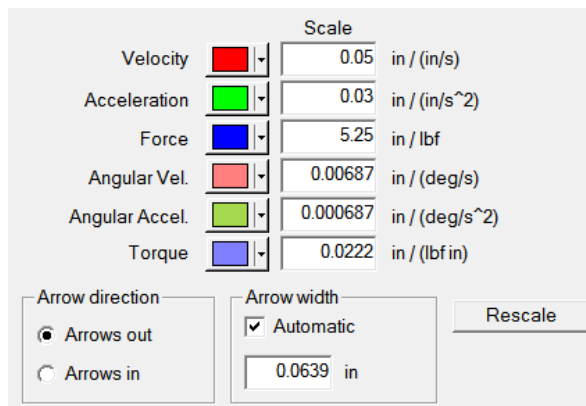 Scale
Velocity 0.05 in / (in/s)
Acceleration 0.03 in / (in/s^2)
Force 5.25 in / lbf
Angular Vel. 0.00687 in / (deg/s)
Angular Accel. 0.000687 in / (deg/s^2)
Torque 0.0222 in / (lbf in)
Arrow direction
Arrows out
Arrows in
Arrow width
Automatic
0.0639 in
Rescale